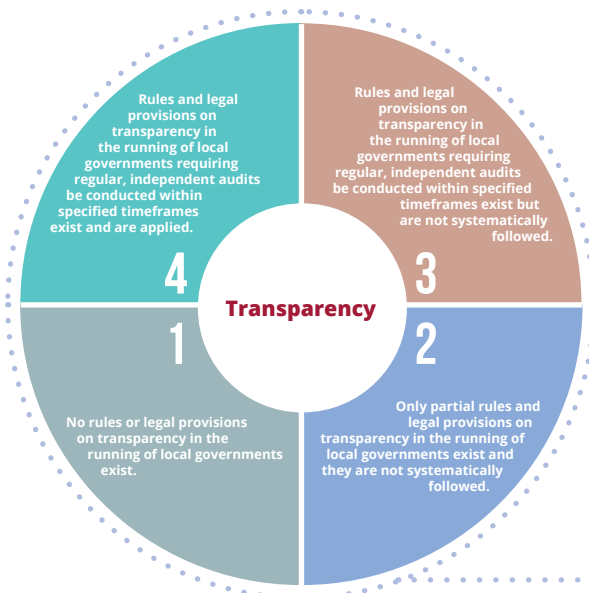 Rules and legal
provisions on
transparency in
the running of local
governments requiring
regular, independent audits
be conducted within
specified timeframes
exist and are applied.
4
Rules and legal
provisions on
transparency in
the running of local
governments requiring
regular, independent audits
be conducted within specified
timeframes exist but
are not systematically
followed.
3
Transparency
1
No rules or legal provisions
on transparency in the
running of local governments
exist.
2
Only partial rules and
legal provisions on
transparency in the running of
local governments exist and
they are not systematically
followed.